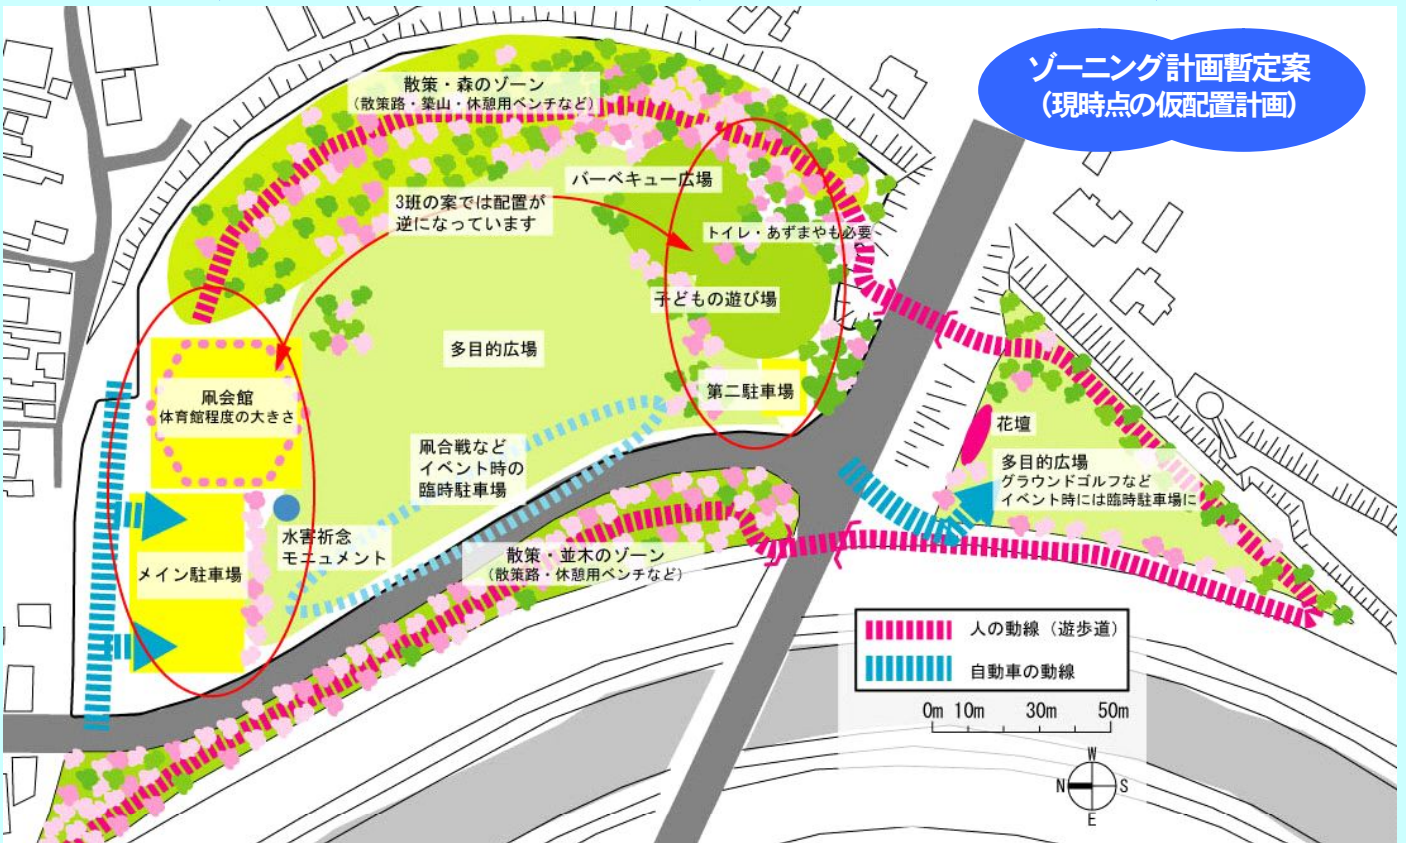 ゾーニング計画暫定案
(現時点の仮配置計画)
散策・森のゾーン
(散策路・築山・休憩用ベンチなど)
バーベキュー広場
3班の案では配置が
逆になっています
トイレ・あずまやも必要
子どもの遊び場
多目的広場
第二駐車場
凧会館
体育館程度の大きさ
凧合戦など
イベント時の
臨時駐車場
花壇
多目的広場
グラウンドゴルフなど
イベント時には臨時駐車場に
水害祈念
モニュメント
メイン駐車場
散策・並木のゾーン
(散策路・休憩用ベンチなど)
人の動線(遊歩道)
自動車の動線
0m 10m 30m 50m
W
N S
E